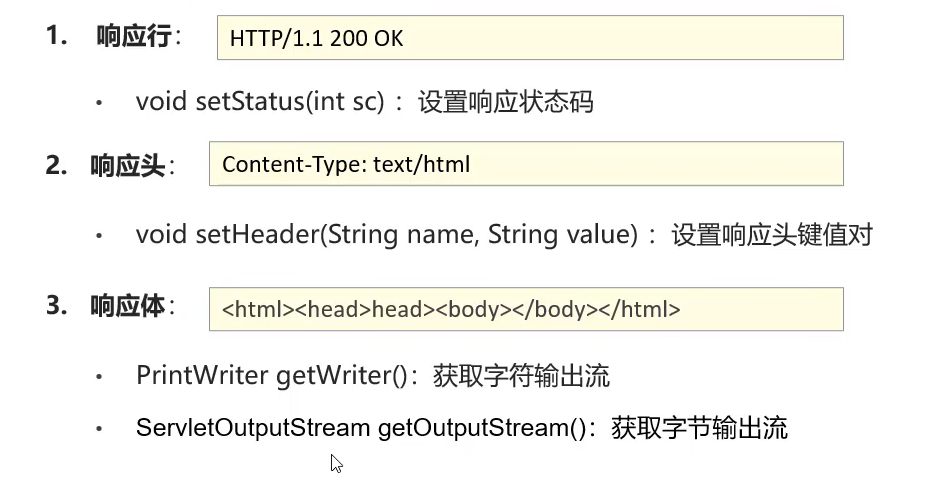 1. 响应行： HTTP/1.1 200 OK
• void setStatus(int sc) ：设置响应状态码
2. 响应头： Content-Type: text/html
• void setHeader(String name, String value) ：设置响应头键值对
3. 响应体： <html><head>head><body></body></html>
• PrintWriter getWriter()：获取字符输出流
• ServletOutputStream getOutputStream()：获取字节输出流